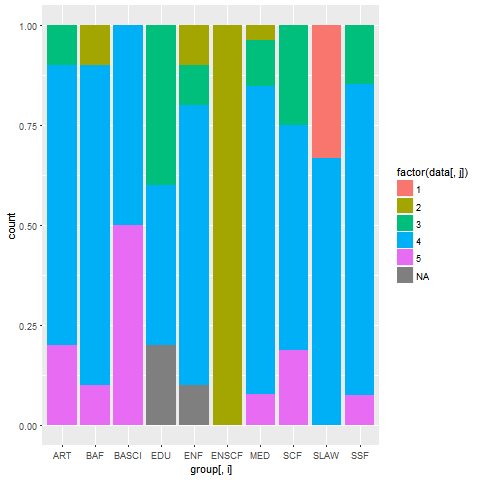 1.00
0.75
0.50
0.25
0.00
count
ART BAF BASCI EDU ENF ENSCF MED SCF SLAW SSF
group[, i]
factor(data[, j])
1
2
3
4
5
NA